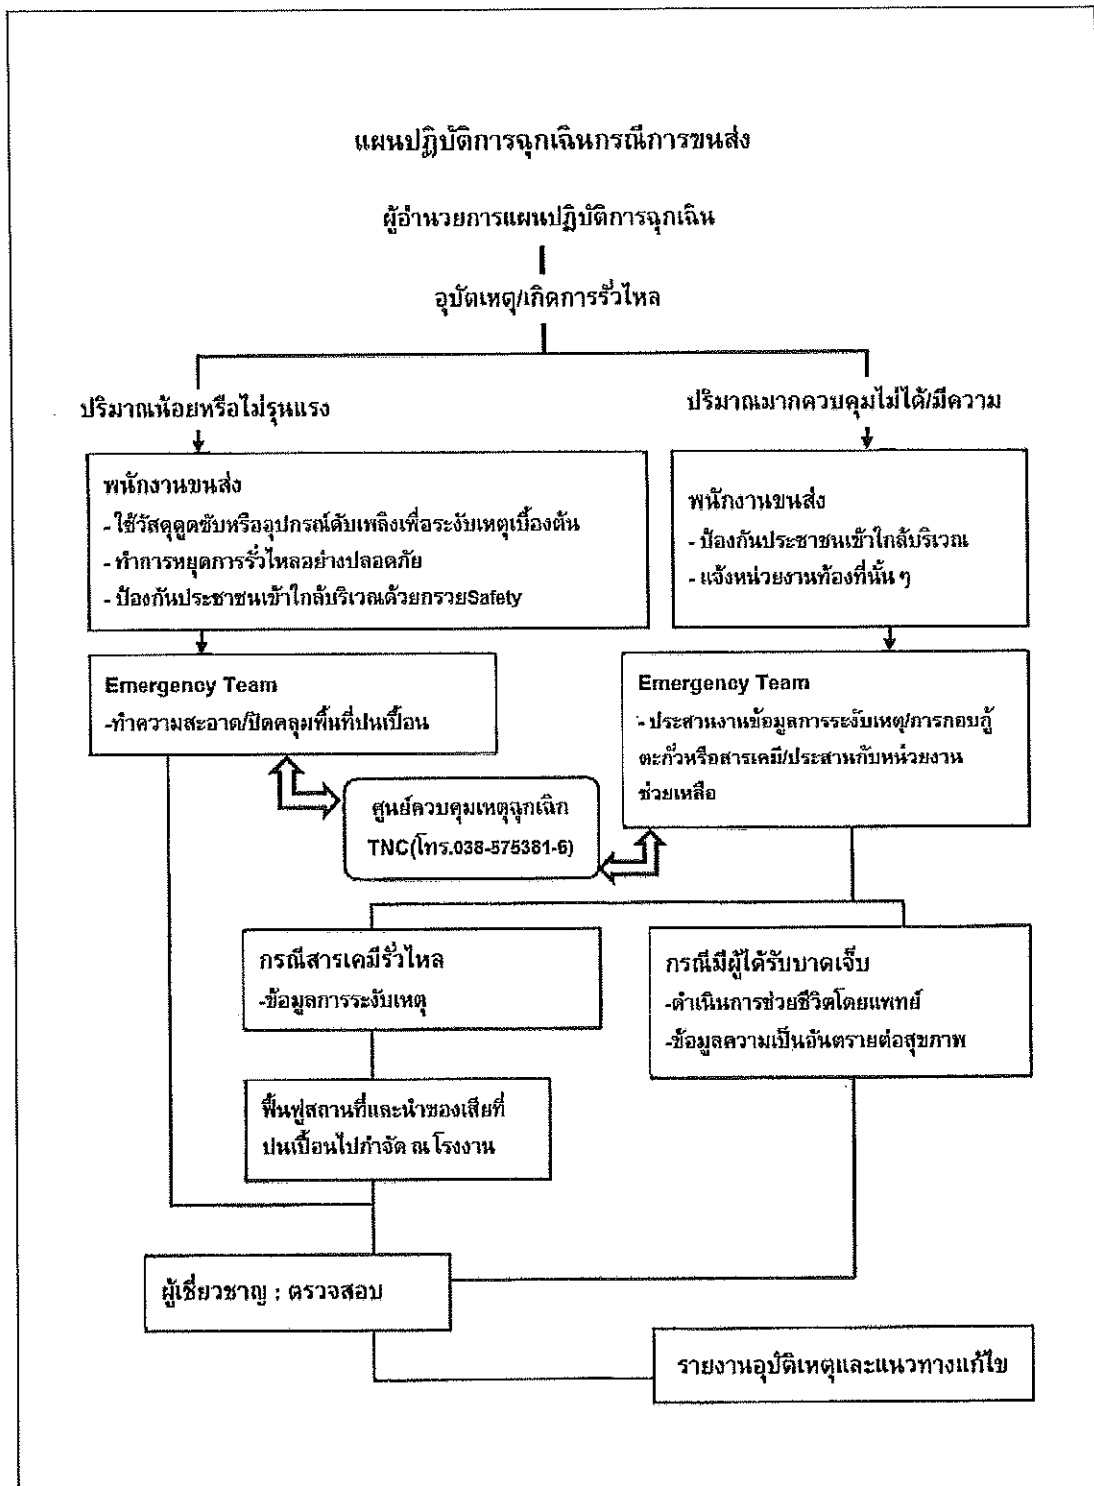 แผนปฏิบัติการฉุกเฉินกรณีการขนส่ง
ผู้อำนวยการแผนปฏิบัติการฉุกเฉิน
อุบัตเหตุ/เกิดการรั่วไหล
ปริมาณน้อยหรือไม่รุนแรง
ปริมาณมากควบคุมไม่ได้/มีความ
พนักงานขนส่ง
- ใช้วัสดุดูดซับหรืออุปกรณ์ดับเพลิงเพื่อระงับเหตุเบื้องต้น
- ทำการหยุดการรั่วไหลอย่างปลอดภัย
- ป้องกันประชาชนเข้าใกล้บริเวณด้วยกรวยSafety
พนักงานขนส่ง
- ป้องกันประชาชนเข้าใกล้บริเวณ
- แจ้งหน่วยงานท้องที่นั้น ๆ
Emergency Team
-ทำความสะอาด/ปิดคลุมพื้นที่ปนเปื้อน
Emergency Team
- ประสานงานข้อมูลการระงับเหตุ/การกอบกู้
ตะกั่วหรือสารเคมี/ประสานกับหน่วยงาน
ช่วยเหลือ
ศูนย์ควบคุมเหตุฉุกเฉิก
TNC(โทร.038-575381-6)
กรณีสารเคมีรั่วไหล
-ข้อมูลการระงับเหตุ
กรณีมีผู้ได้รับบาดเจ็บ
-ดำเนินการช่วยชีวิตโดยแพทย์
-ข้อมูลความเป็นอันตรายต่อสุขภาพ
ฟื้นฟูสถานที่และนำของเสียที่
ปนเปื้อนไปกำจัด ณ โรงงาน
ผู้เชี่ยวชาญ : ตรวจสอบ
รายงานอุบัติเหตุและแนวทางแก้ไข